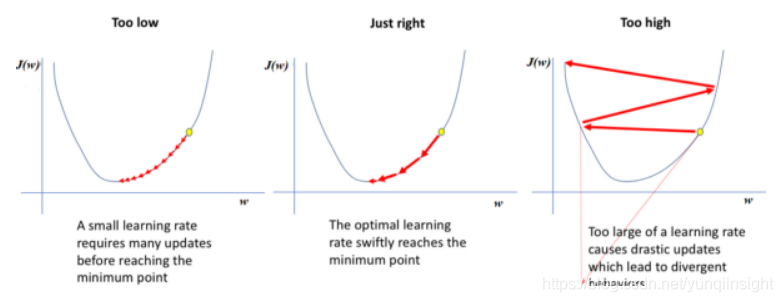 Too low
Just right
Too high
J(w)
J(w)
J(w)
w
w
w
A small learning rate
requires many updates
before reaching the
minimum point
The optimal learning
rate swiftly reaches the
minimum point
Too large of a learning rate
causes drastic updates
which lead to divergent
behaviors
https://blog.csdn.net/yunqiinsight